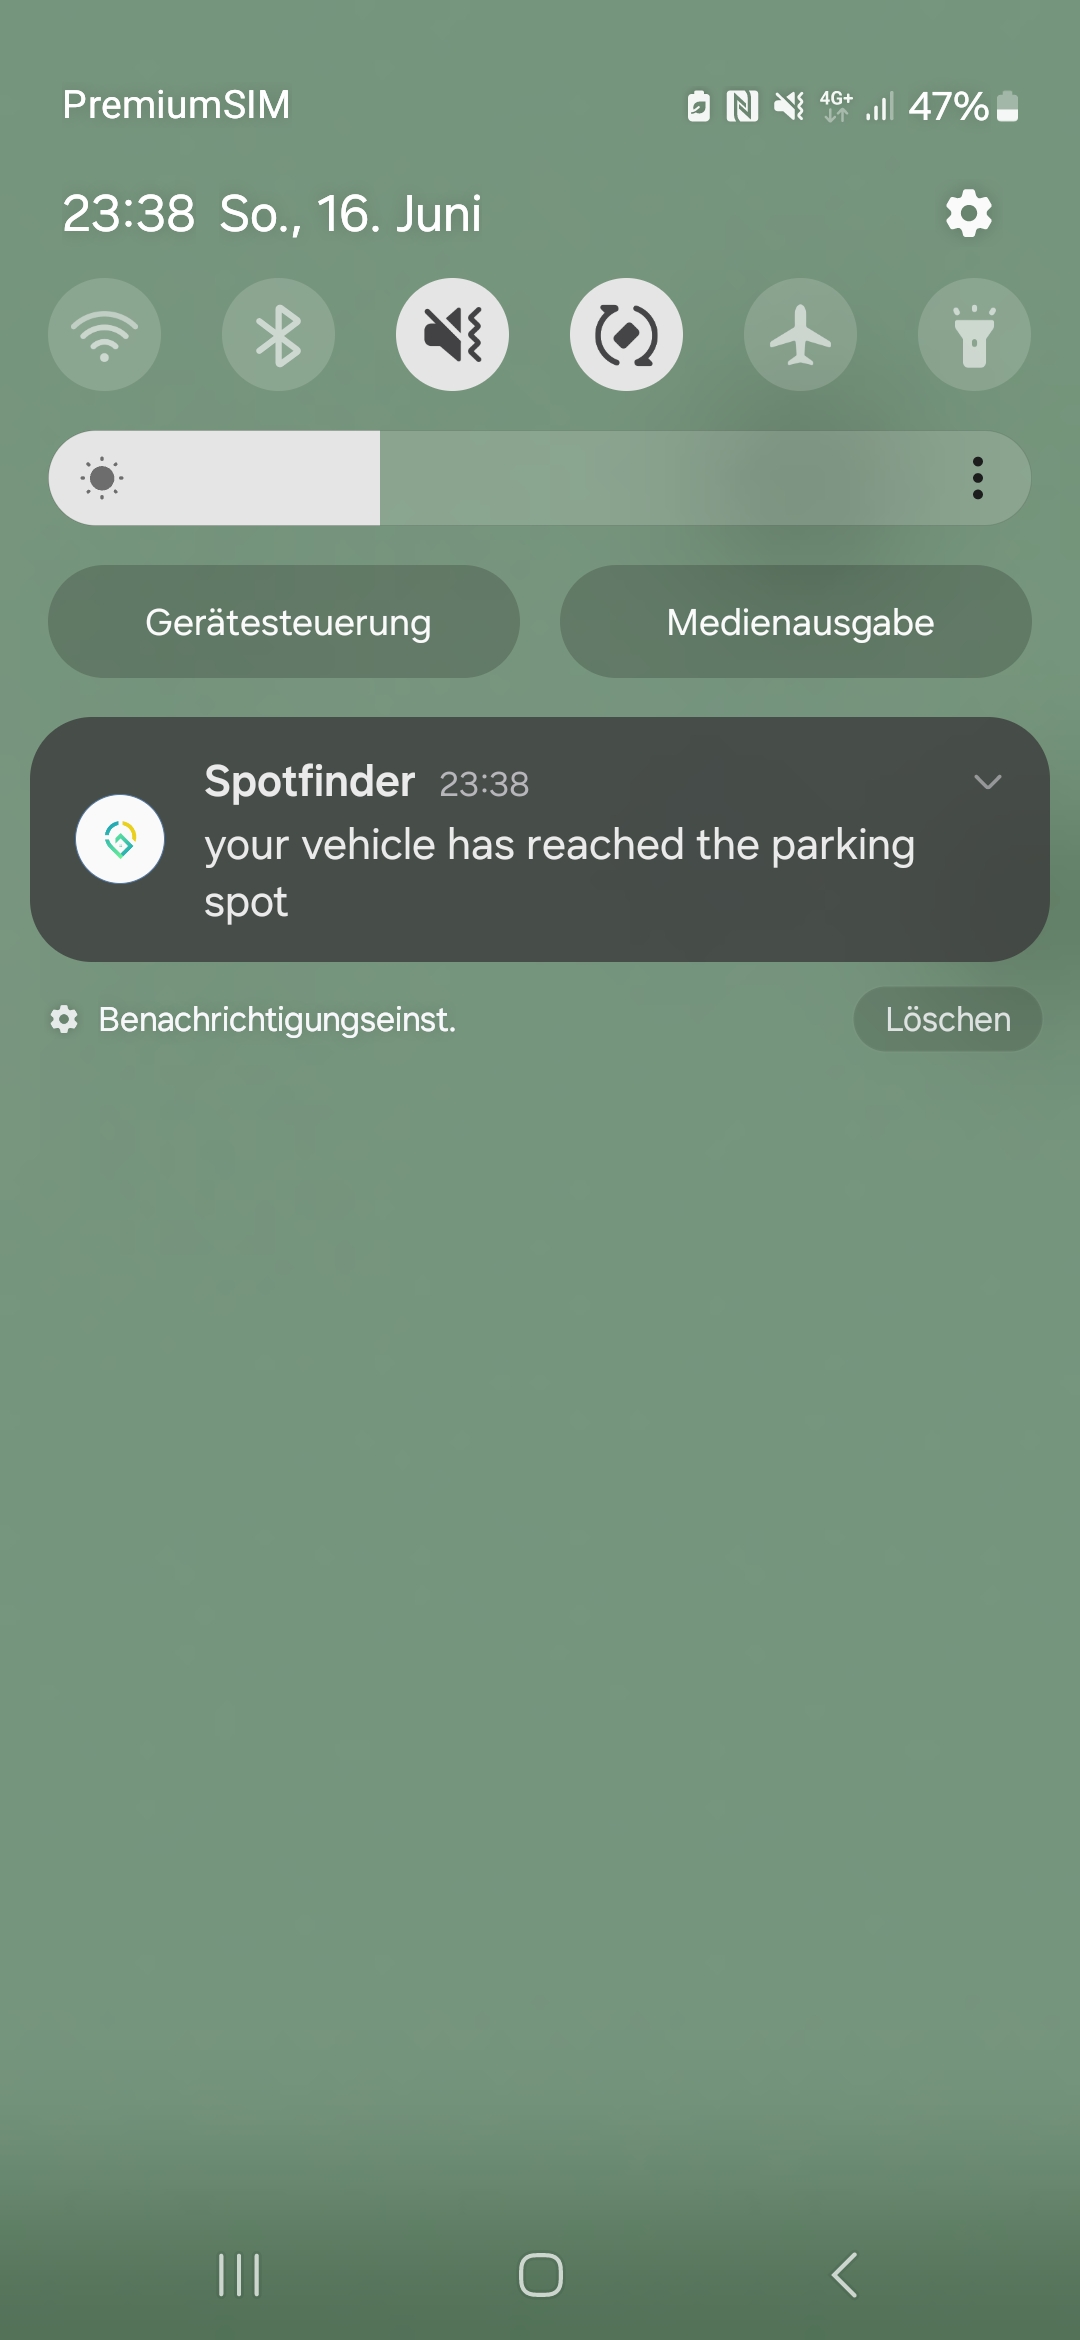 PremiumSIM 4G+ 47%
23:38 So., 16. Juni
Gerätesteuerung Medienausgabe
Spotfinder 23:38
your vehicle has reached the parking
spot
Benachrichtigungseinst. Löschen